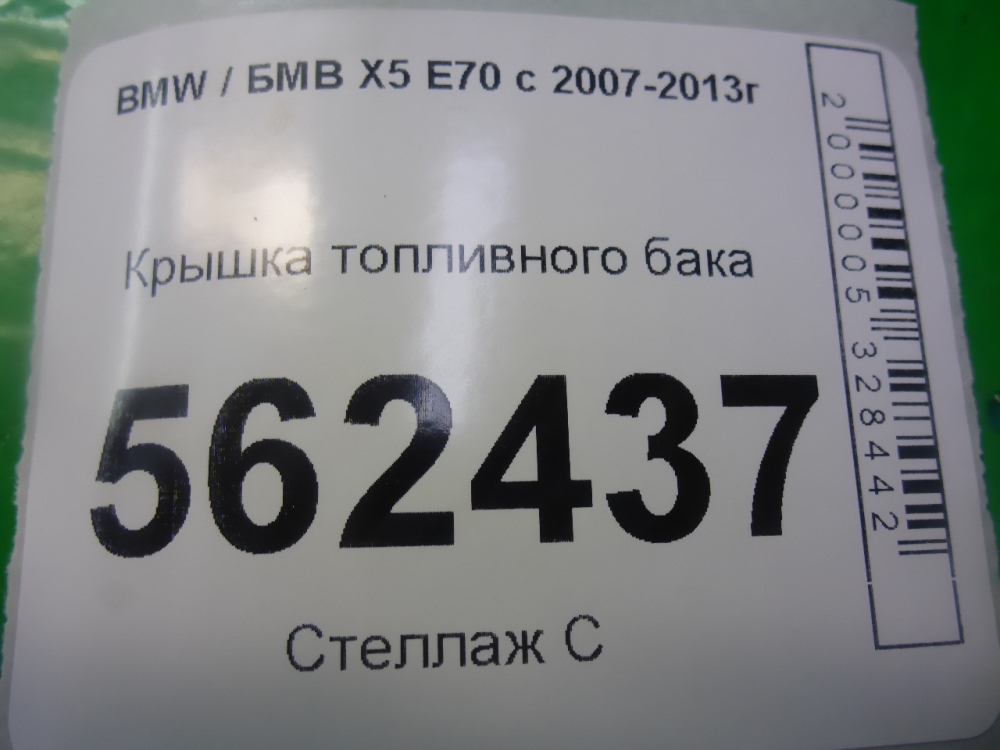 BMW / БМВ X5 E70 с 2007-2013г
Крышка топливного бака
562437
Стеллаж С
2000005328442